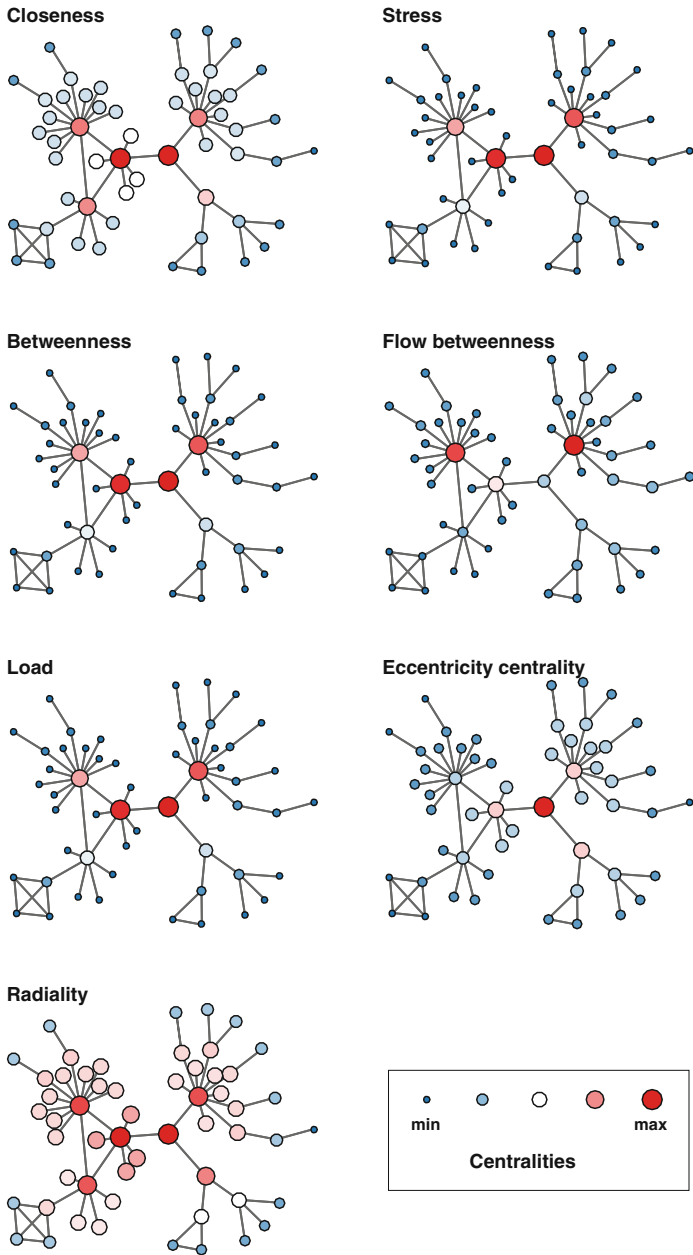 Closeness
Stress
Betweenness
Flow betweenness
Load
Eccentricity centrality
Radiality
min
max
Centralities